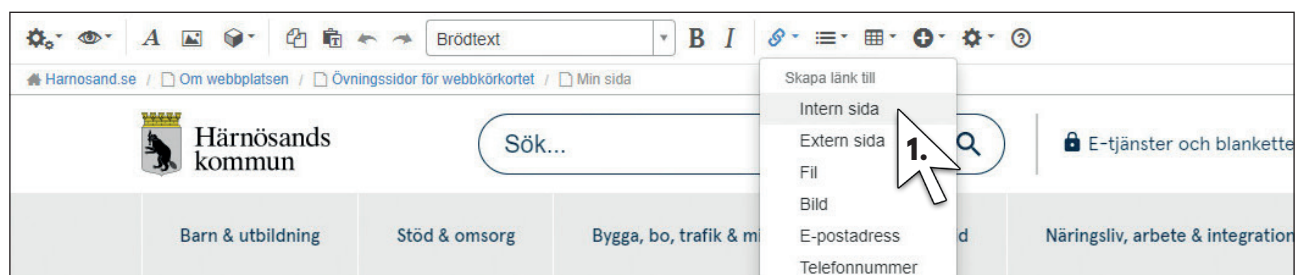 A Brödtext B I
Harnosand.se / Om webbplatsen / Övningssidor för webbkörkortet / Min sida
Skapa länk till
Intern sida
Extern sida
Fil
Bild
E-postadress
Telefonnummer
1.
Härnösands
kommun
Sök...
E-tjänster och blankette
Barn & utbildning Stöd & omsorg Bygga, bo, trafik & mi d Näringsliv, arbete & integration